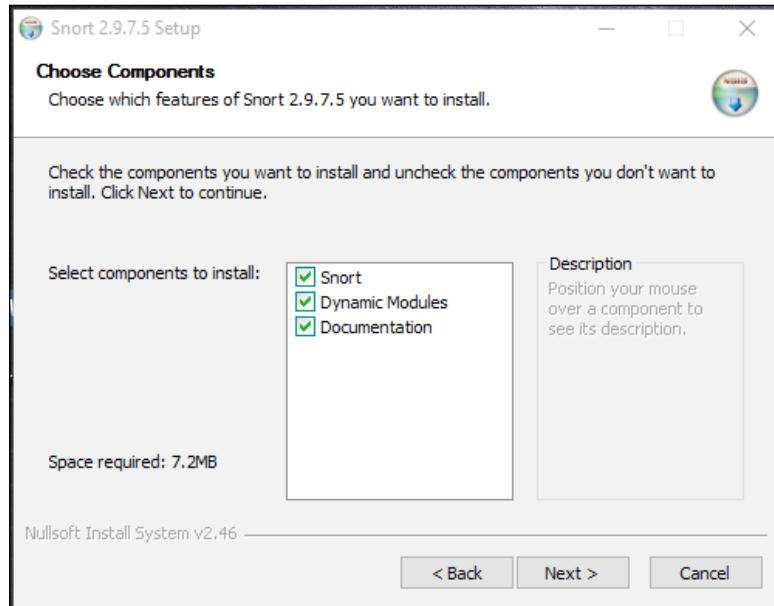 Snort 2.9.7.5 Setup
Choose Components
Choose which features of Snort 2.9.7.5 you want to install.
Check the components you want to install and uncheck the components you don't want to
install. Click Next to continue.
Select components to install:
Snort
Dynamic Modules
Documentation
Description
Position your mouse
over a component to
see its description.
Space required: 7.2MB
Nullsoft Install System v2.46
< Back
Next >
Cancel